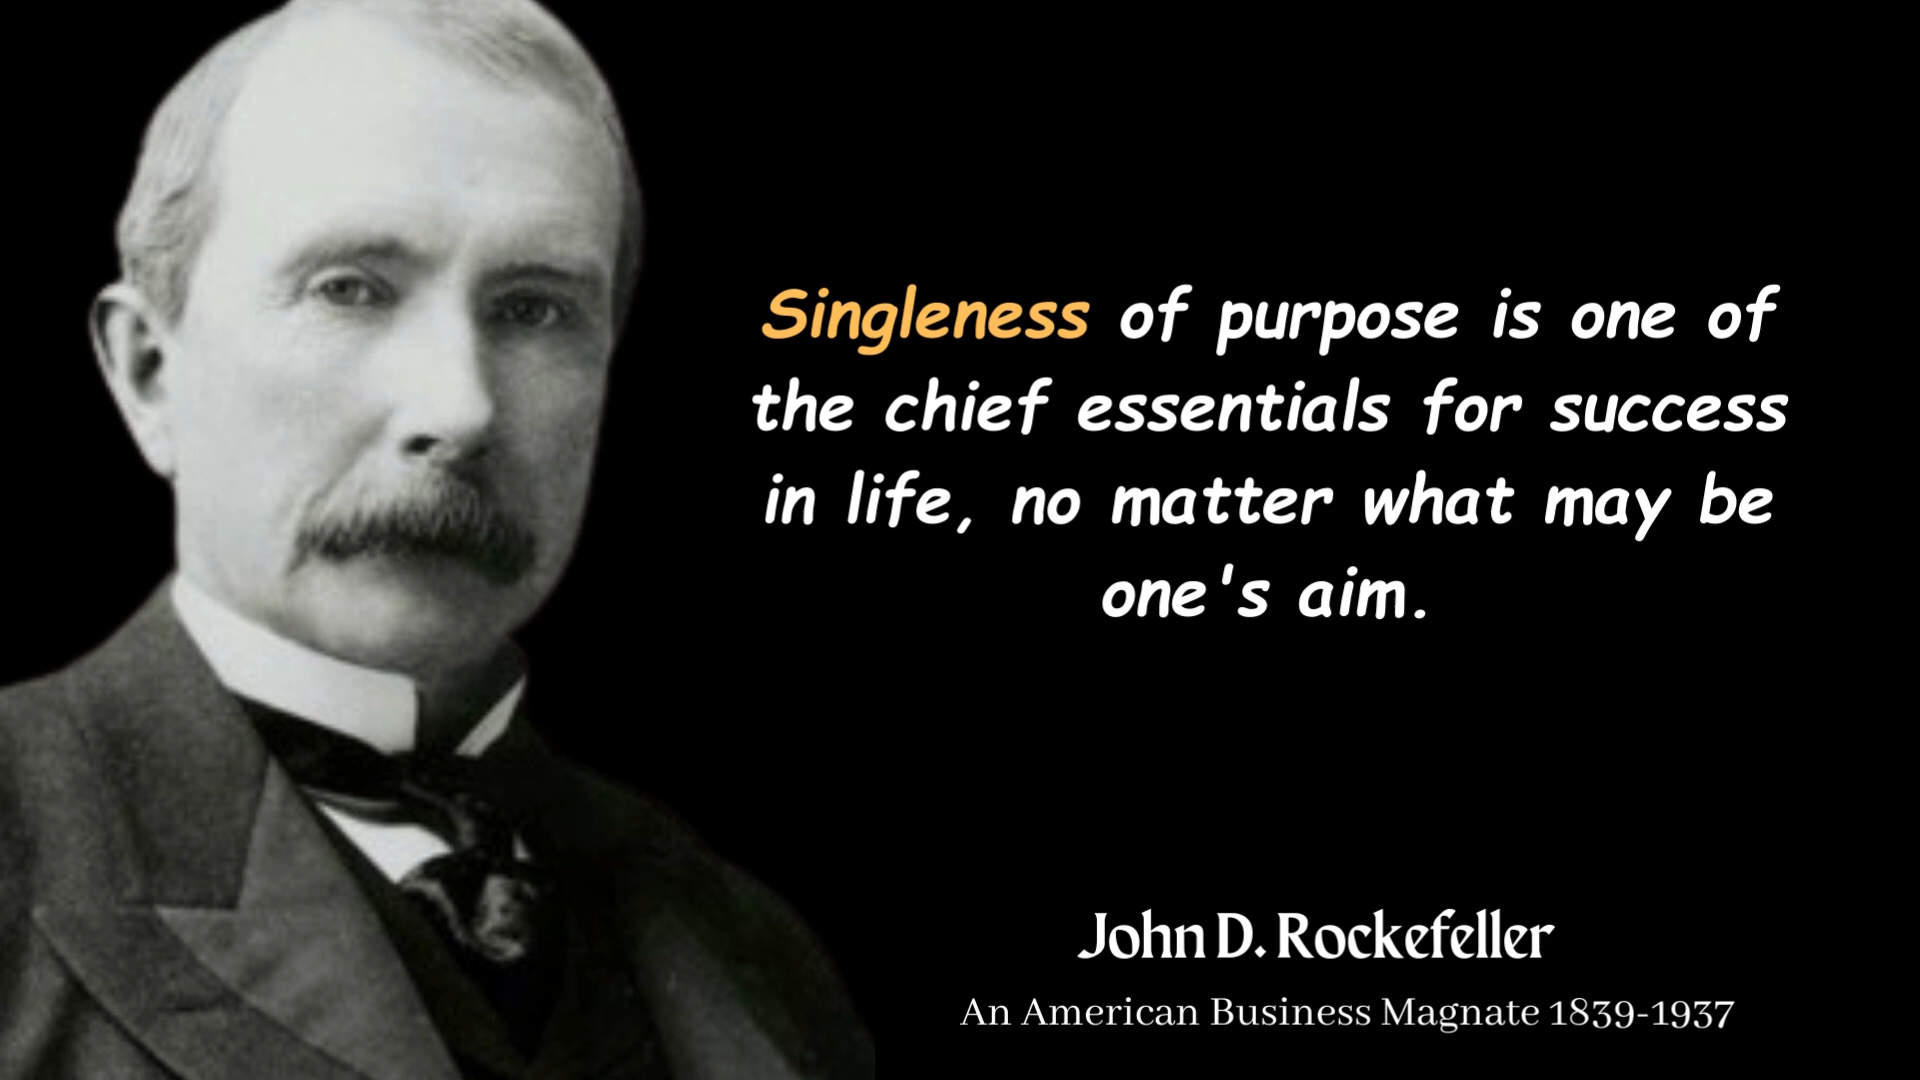 Singleness of purpose is one of
the chief essentials for success
in life, no matter what may be
one's aim.
John D. Rockefeller
An American Business Magnate 1839-1937